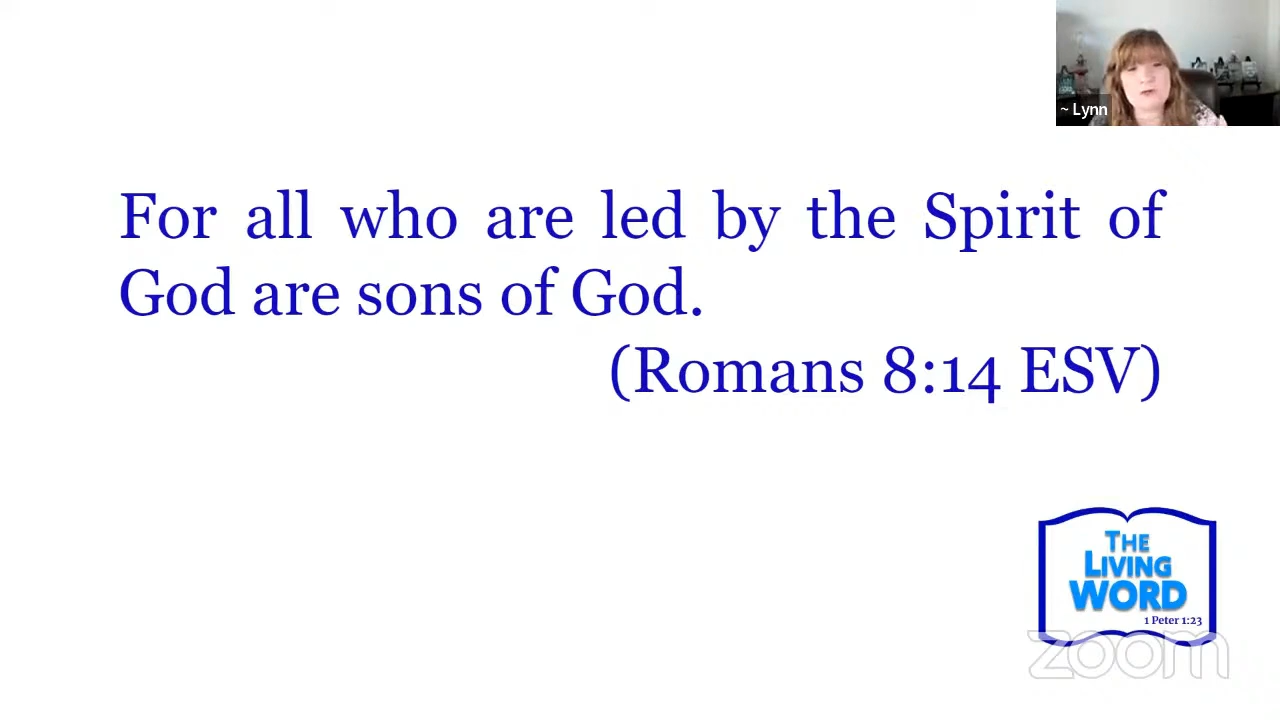 ~ Lynn
For all who are led by the Spirit of
God are sons of God.
(Romans 8:14 ESV)
THE
LIVING
WORD
1 Peter 1:23
zoom